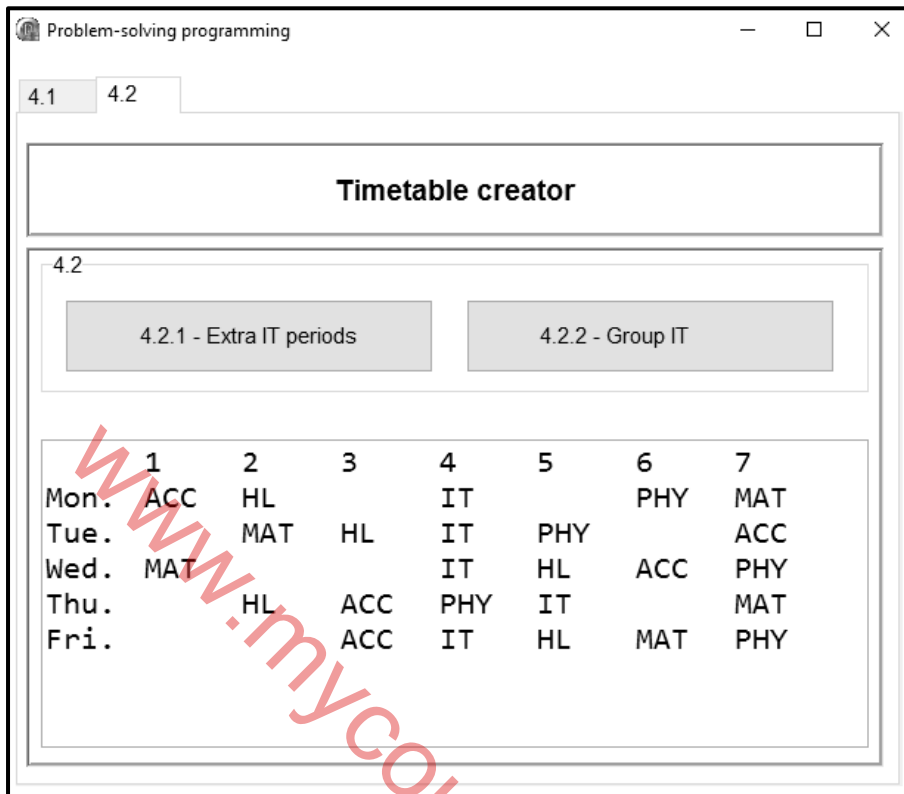 Problem-solving programming
4.1 4.2
Timetable creator
4.2
4.2.1 - Extra IT periods 4.2.2 - Group IT
1 2 3 4 5 6 7
Mon. ACC HL IT PHY MAT
Tue. MAT HL IT PHY ACC
Wed. MAT IT HL ACC PHY
Thu. HL ACC PHY IT MAT
Fri. ACC IT HL MAT PHY
www.myco